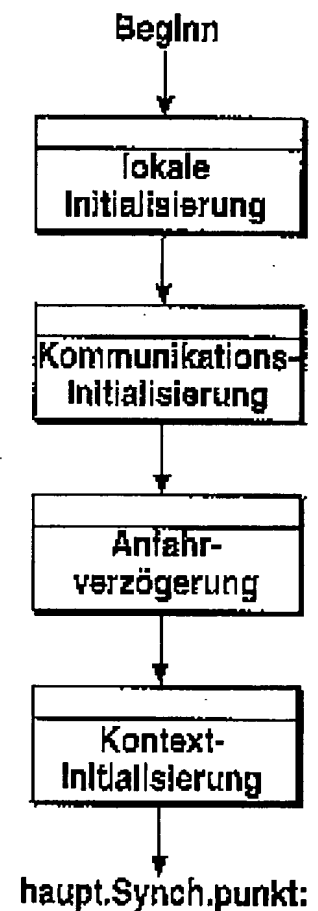 Beginn
lokale
Initialisierung
Kommunikations-
Initialisierung
Anfahr-
verzögerung
Kontext-
Initialisierung
haupt.Synch.punkt: